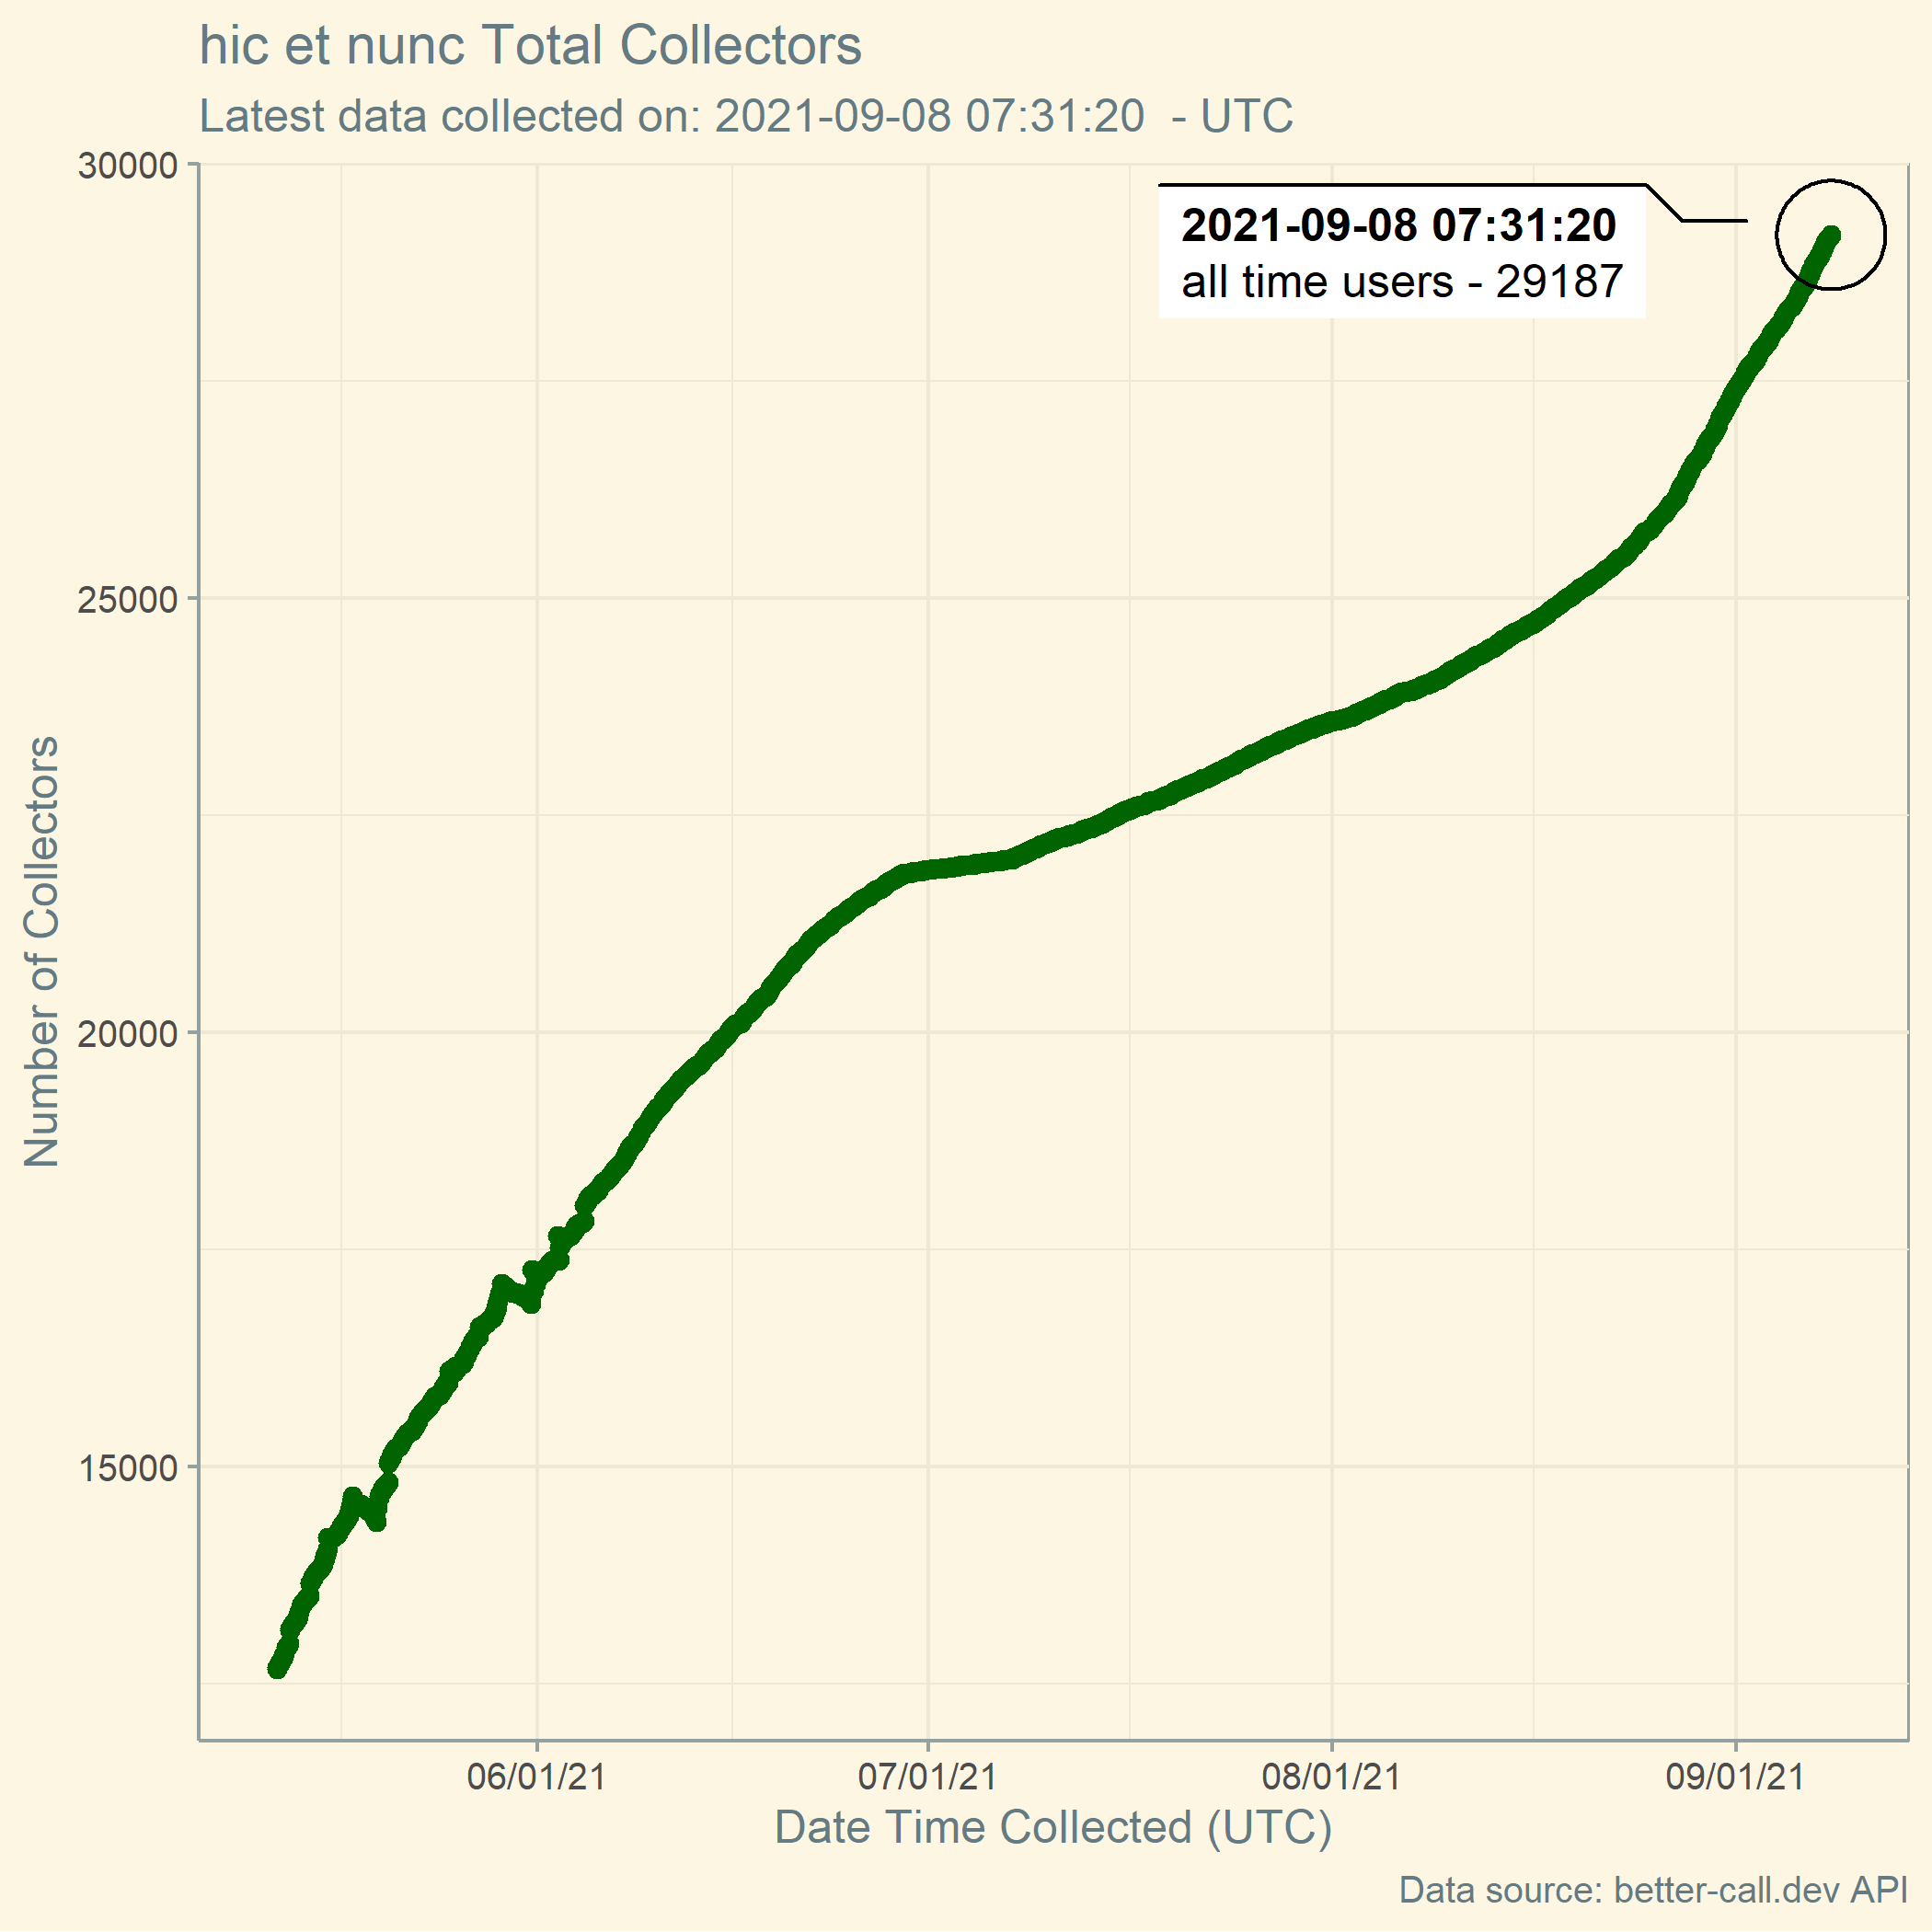 hic et nunc Total Collectors
Latest data collected on: 2021-09-08 07:31:20  - UTC
30000
2021-09-08 07:31:20
all time users - 29187
25000
20000
15000
Number of Collectors
06/01/21 07/01/21 08/01/21 09/01/21
Date Time Collected (UTC)
Data source: better-call.dev API